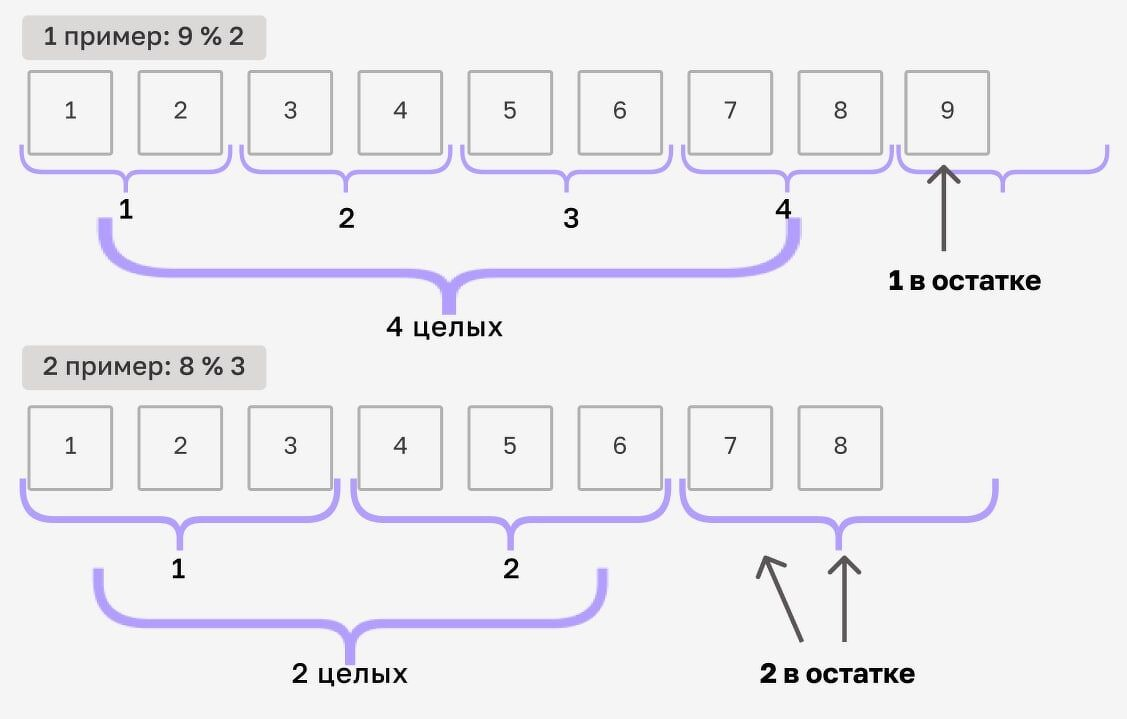 1 пример: 9 % 2
1 2 3 4 5 6 7 8 9
1 2 3 4
1 в остатке
4 целых
2 пример: 8 % 3
1 2 3 4 5 6 7 8
1 2
2 целых
2 в остатке